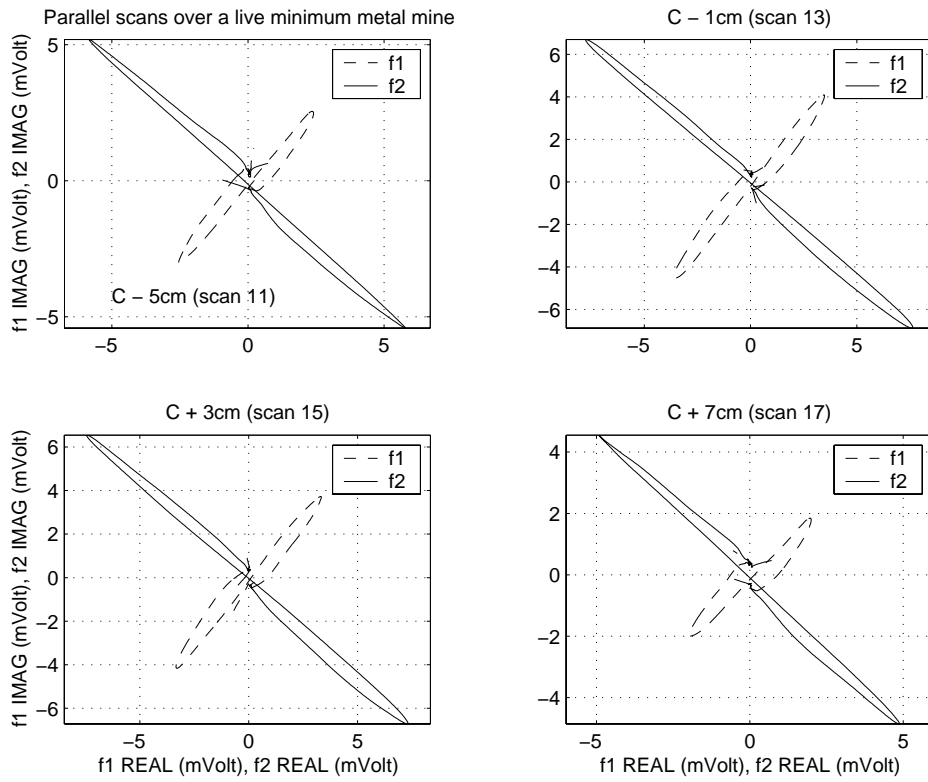 Parallel scans over a live minimum metal mine
5
0
−5
f1 IMAG (mVolt), f2 IMAG (mVolt)
f1
f2
C − 5cm (scan 11)
−5
0
5
C − 1cm (scan 13)
6
4
2
0
−2
−4
−6
f1
f2
−5
0
5
C + 3cm (scan 15)
6
4
2
0
−2
−4
−6
f1 IMAG (mVolt), f2 IMAG (mVolt)
f1
f2
−5
0
5
f1 REAL (mVolt), f2 REAL (mVolt)
C + 7cm (scan 17)
4
2
0
−2
−4
f1
f2
−5
0
5
f1 REAL (mVolt), f2 REAL (mVolt)